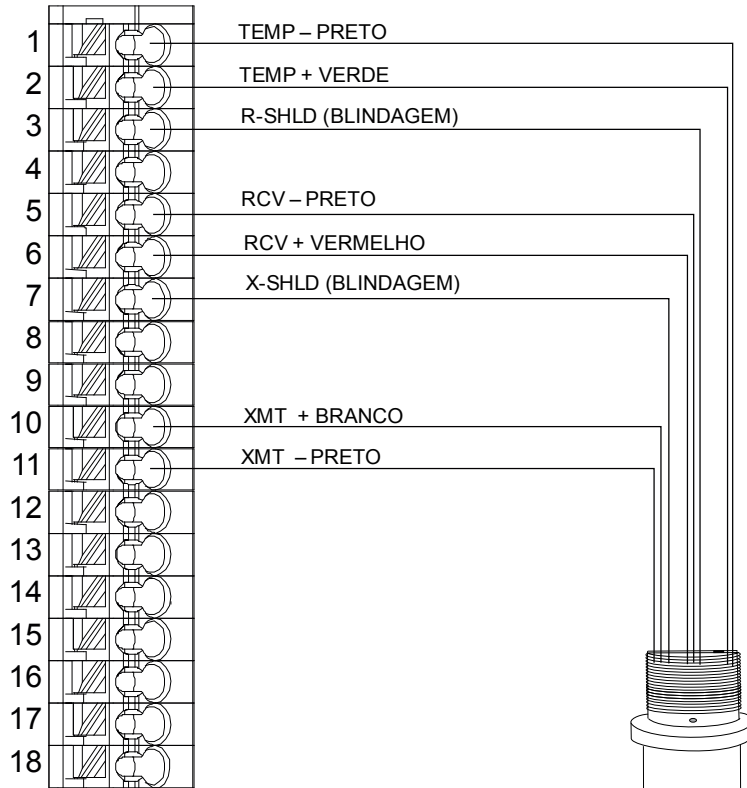 1 TEMP – PRETO
2 TEMP + VERDE
3 R-SHLD (BLINDAGEM)
4
5 RCV – PRETO
6 RCV + VERMELHO
7 X-SHLD (BLINDAGEM)
8
9
10 XMT + BRANCO
11 XMT – PRETO
12
13
14
15
16
17
18